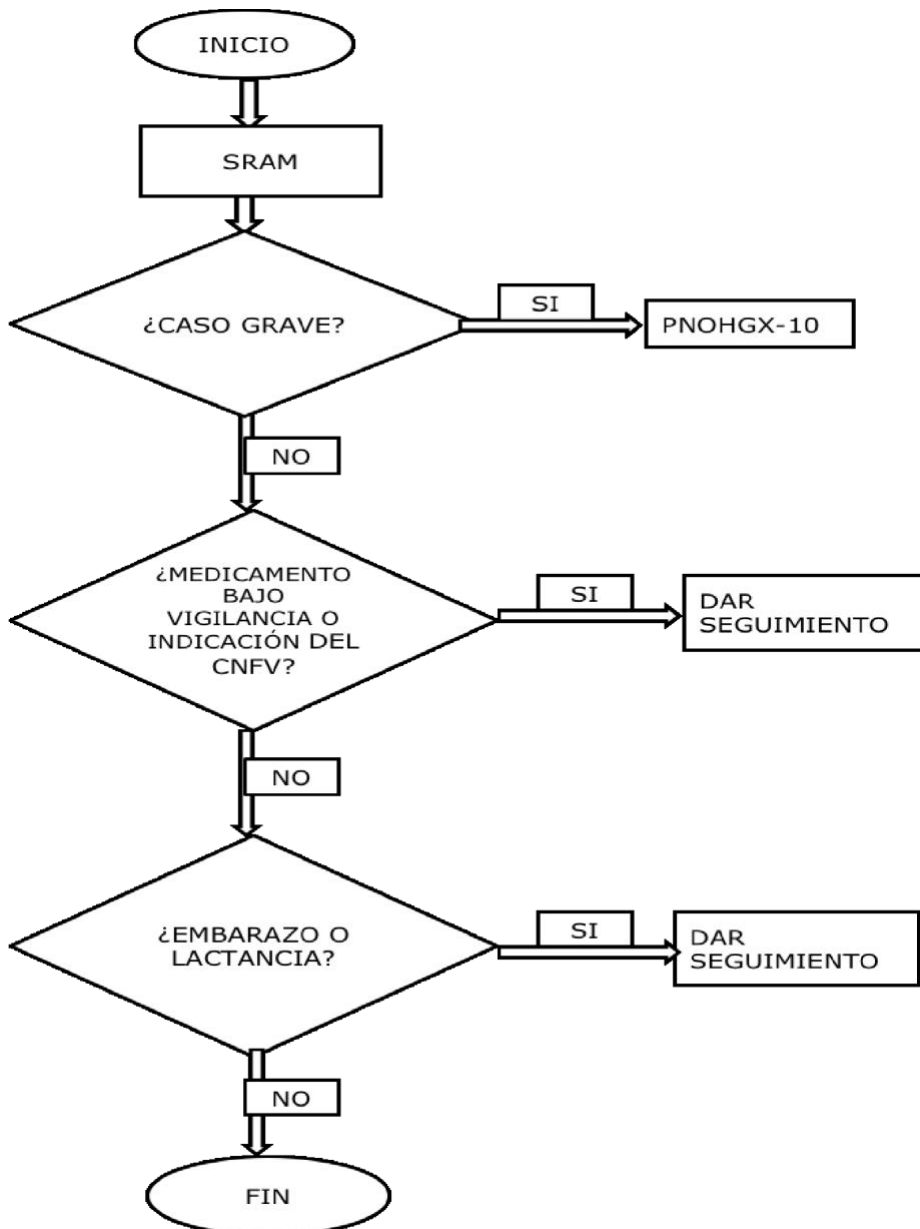 INICIO
SRAM
¿CASO GRAVE?
SI
PNOHGX-10
NO
¿MEDICAMENTO
BAJO
VIGILANCIA O
INDICACIÓN DEL
CNFV?
SI
DAR
SEGUIMIENTO
NO
¿EMBARAZO O
LACTANCIA?
SI
DAR
SEGUIMIENTO
NO
FIN